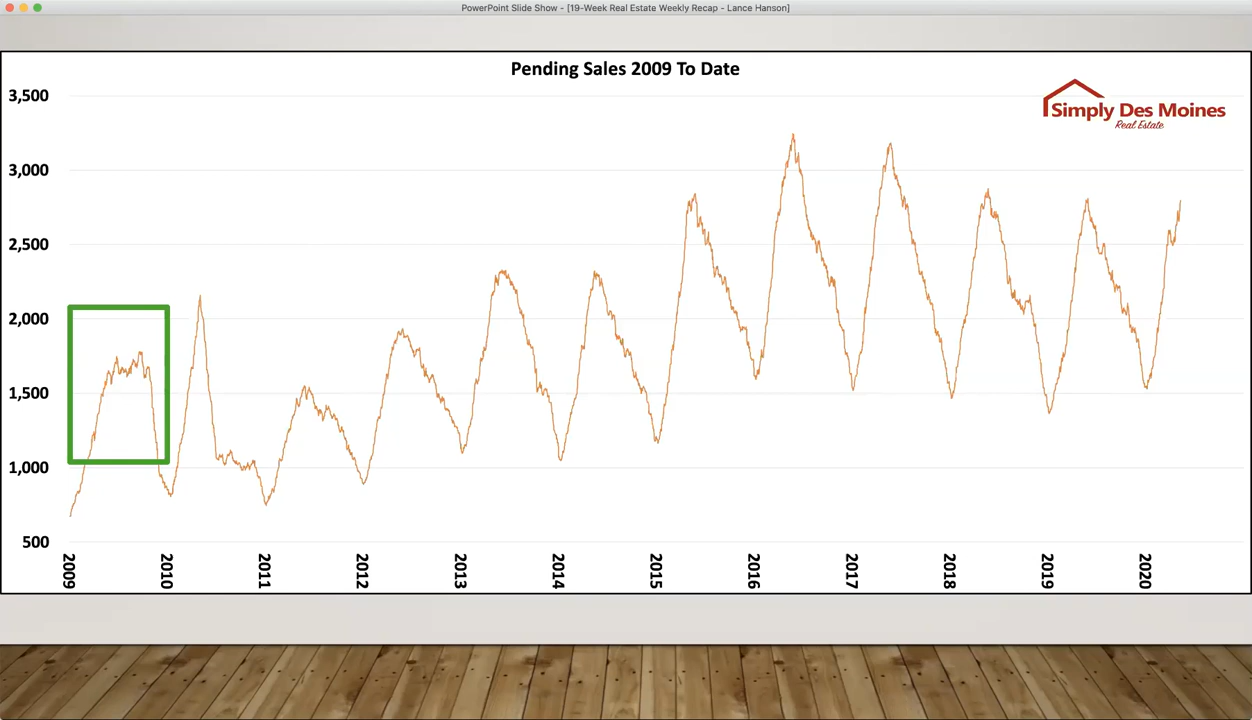 PowerPoint Slide Show - [19-Week Real Estate Weekly Recap - Lance Hanson]
Pending Sales 2009 To Date
Simply Des Moines
Real Estate
3,500
3,000
2,500
2,000
1,500
1,000
500
2009 2010 2011 2012 2013 2014 2015 2016 2017 2018 2019 2020